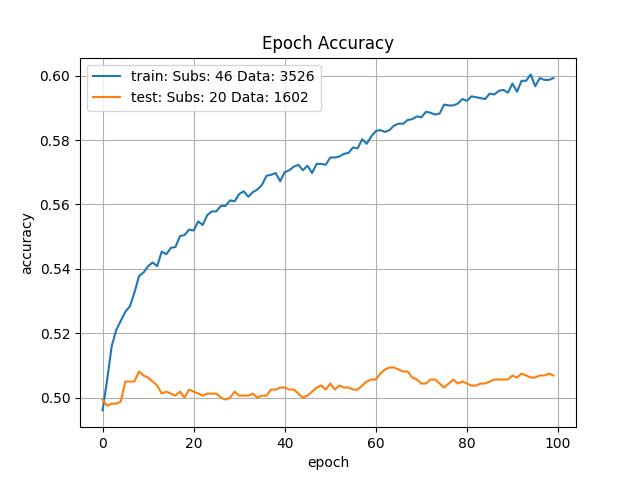 Epoch Accuracy
train: Subs: 46 Data: 3526
test: Subs: 20 Data: 1602
accuracy
0.60
0.58
0.56
0.54
0.52
0.50
0 20 40 60 80 100
epoch